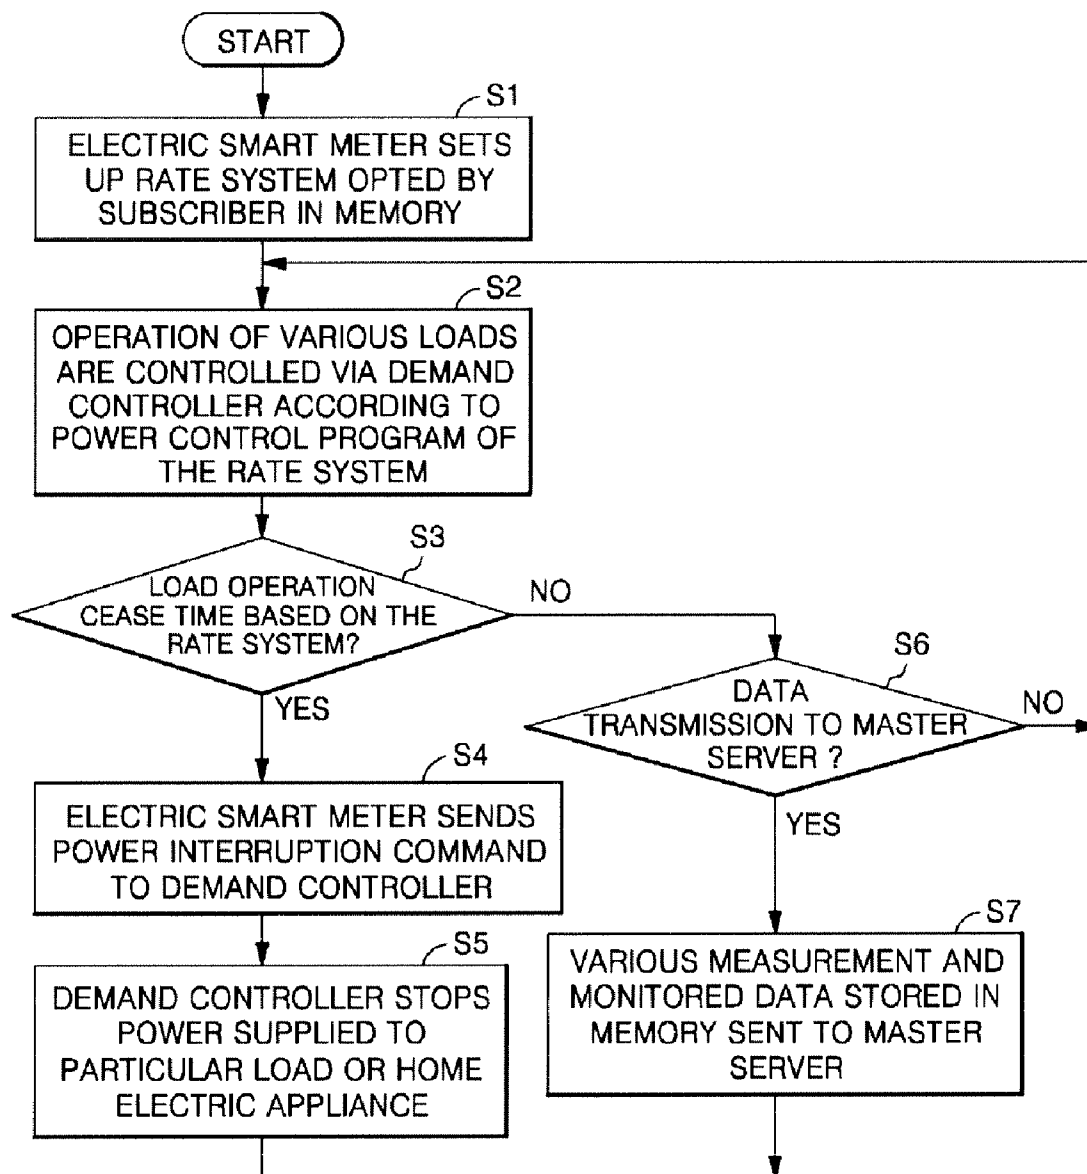 START
S1
ELECTRIC SMART METER SETS
UP RATE SYSTEM OPTED BY
SUBSCRIBER IN MEMORY
S2
OPERATION OF VARIOUS LOADS
ARE CONTROLLED VIA DEMAND
CONTROLLER ACCORDING TO
POWER CONTROL PROGRAM OF
THE RATE SYSTEM
S3
LOAD OPERATION
CEASE TIME BASED ON THE
RATE SYSTEM?
NO
YES
S6
DATA
TRANSMISSION TO MASTER
SERVER ?
NO
YES
S4
ELECTRIC SMART METER SENDS
POWER INTERRUPTION COMMAND
TO DEMAND CONTROLLER
S5
DEMAND CONTROLLER STOPS
POWER SUPPLIED TO
PARTICULAR LOAD OR HOME
ELECTRIC APPLIANCE
S7
VARIOUS MEASUREMENT AND
MONITORED DATA STORED IN
MEMORY SENT TO MASTER
SERVER